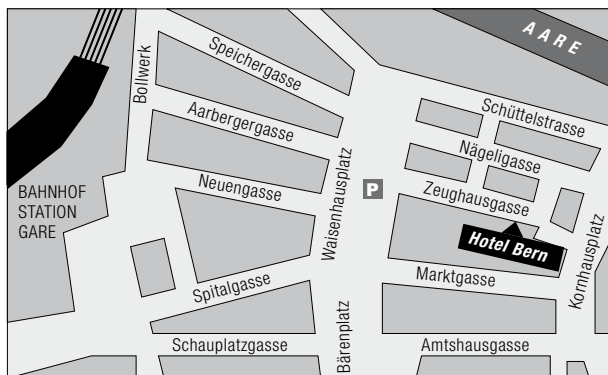 AARE
Speichergasse
Bollwerk
Schüttelstrasse
Aarbergergasse
Nägeligasse
Neuengasse
Waisenhausplatz
P
Zeughausgasse
BAHNHOF
STATION
GARE
Hotel Bern
Kornhausplatz
Marktgasse
Spitalgasse
Bärenplatz
Schauplatzgasse
Amtshausgasse